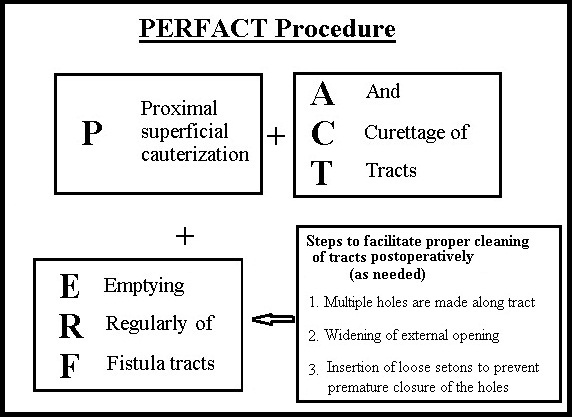 PERFACT Procedure
P Proximal
superficial
cauterization
+
A And
C Curettage of
T Tracts
+
E Emptying
R Regularly of
F Fistula tracts
Steps to facilitate proper cleaning
of tracts postoperatively
(as needed)
1. Multiple holes are made along tract
2. Widening of external opening
3. Insertion of loose setons to prevent
premature closure of the holes